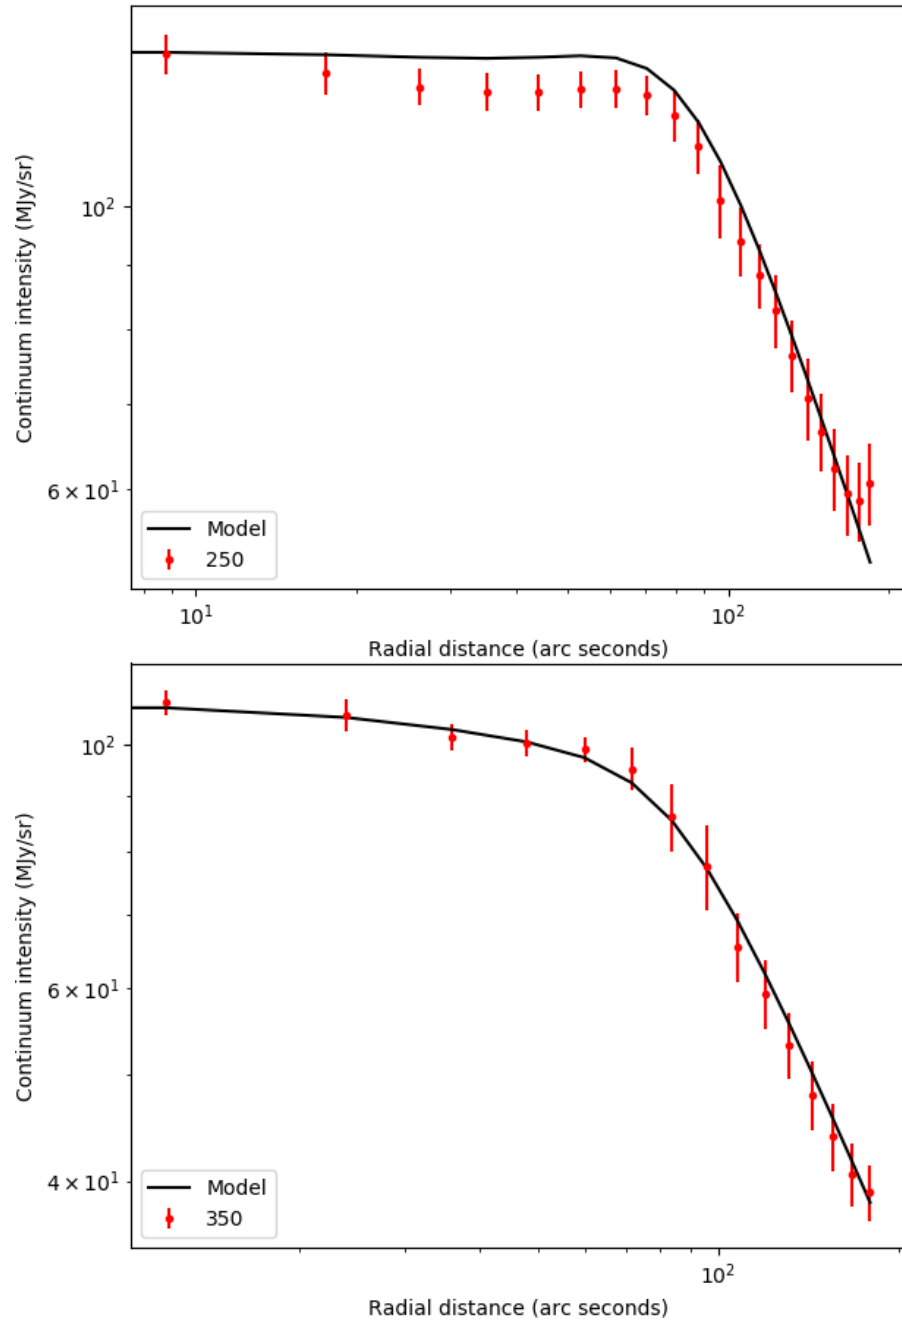 Continuum intensity (MJy/sr)
10²
6 × 10¹
Model
250
10¹
10²
Radial distance (arc seconds)
Continuum intensity (MJy/sr)
10²
6 × 10¹
4 × 10¹
Model
350
10²
Radial distance (arc seconds)